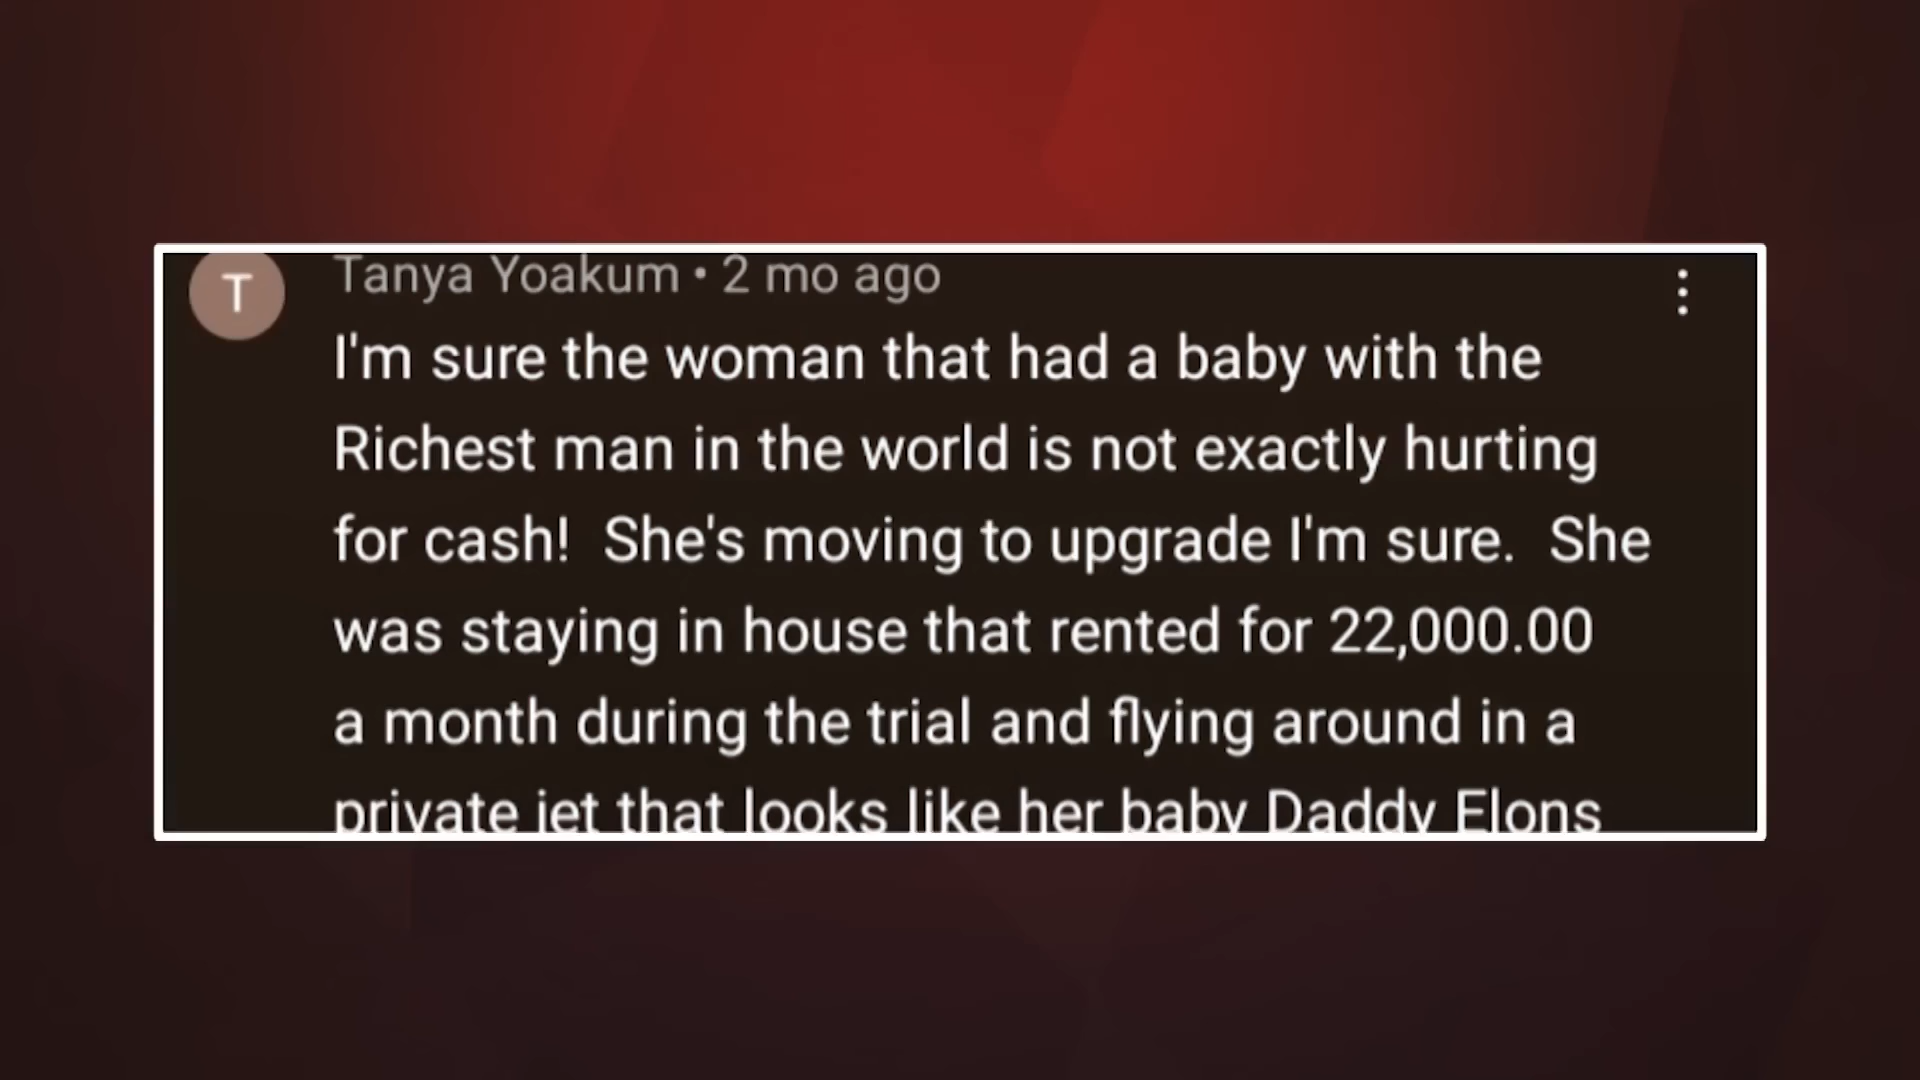 T
Tanya Yoakum • 2 mo ago
I'm sure the woman that had a baby with the
Richest man in the world is not exactly hurting
for cash!  She's moving to upgrade I'm sure.  She
was staying in house that rented for 22,000.00
a month during the trial and flying around in a
private jet that looks like her baby Daddy Elons